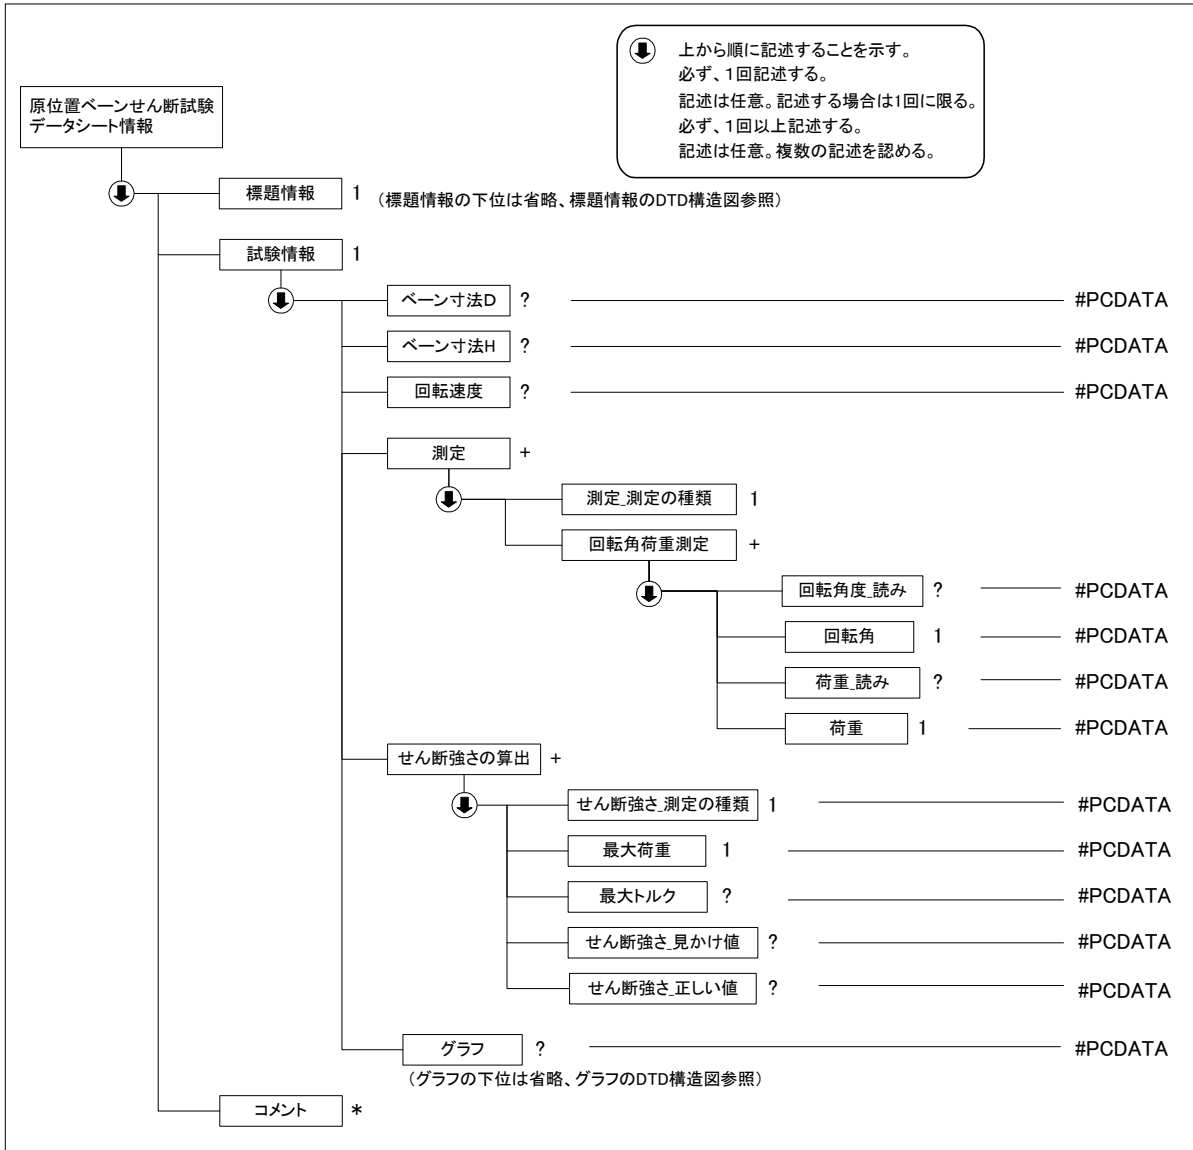 上から順に記述することを示す。
必ず、1回記述する。
記述は任意。記述する場合は1回に限る。
必ず、1回以上記述する。
記述は任意。複数の記述を認める。
原位置ベーンせん断試験
データシート情報
標題情報 1 (標題情報の下位は省略、標題情報のDTD構造図参照)
試験情報 1
ベーン寸法D ? #PCDATA
ベーン寸法H ? #PCDATA
回転速度 ? #PCDATA
測定 +
測定_測定の種類 1
回転角荷重測定 +
回転角度_読み ? #PCDATA
回転角 1 #PCDATA
荷重_読み ? #PCDATA
荷重 1 #PCDATA
せん断強さの算出 +
せん断強さ_測定の種類 1 #PCDATA
最大荷重 1 #PCDATA
最大トルク ? #PCDATA
せん断強さ_見かけ値 ? #PCDATA
せん断強さ_正しい値 ? #PCDATA
グラフ ? #PCDATA
(グラフの下位は省略、グラフのDTD構造図参照)
コメント *